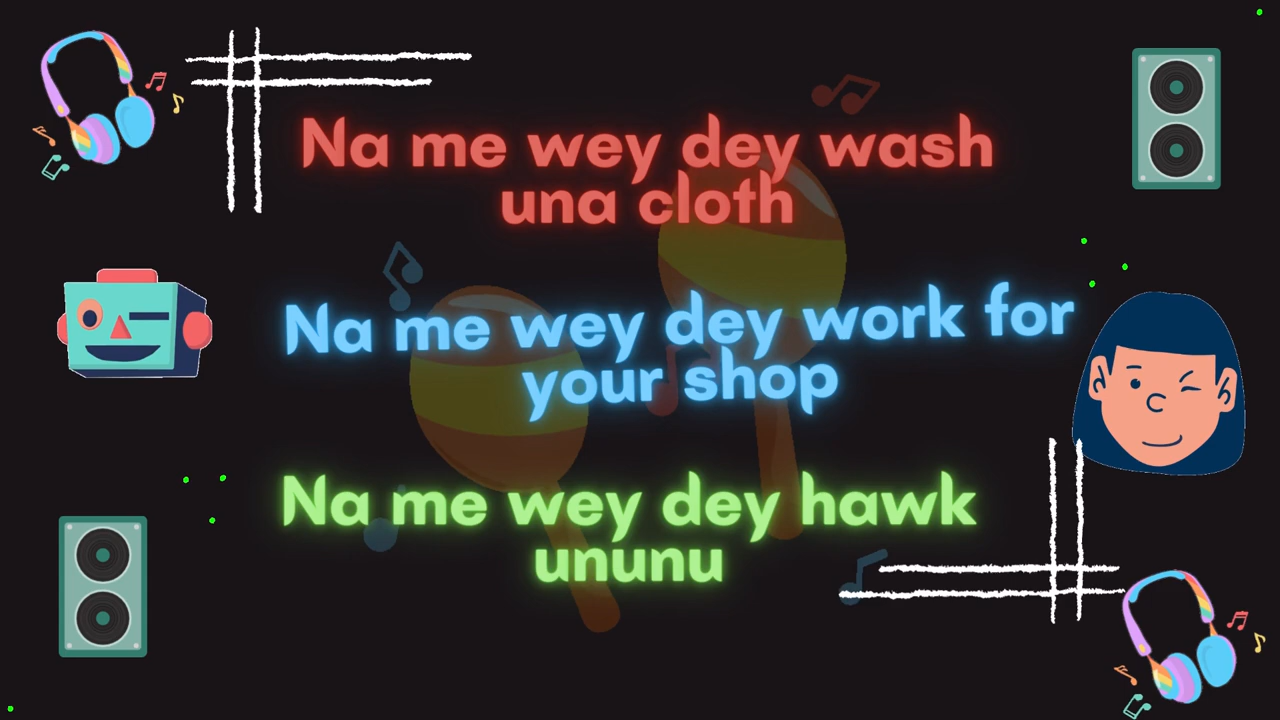 Na me wey dey wash
una cloth
Na me wey dey work for
your shop
Na me wey dey hawk
ununu